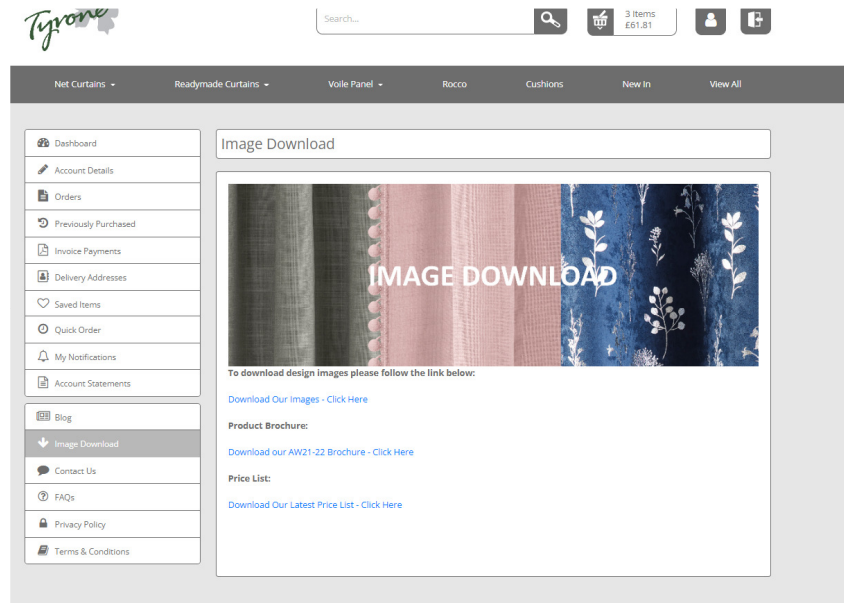 Tyrone
Search...
3 Items
£61.81
Net Curtains
Readymade Curtains
Voile Panel
Rocco
Cushions
New In
View All
Dashboard
Account Details
Orders
Previously Purchased
Invoice Payments
Delivery Addresses
Saved Items
Quick Order
My Notifications
Account Statements
Blog
Image Download
Contact Us
FAQs
Privacy Policy
Terms & Conditions
Image Download
IMAGE DOWNLOAD
To download design images please follow the link below:
Download Our Images - Click Here
Product Brochure:
Download our AW21-22 Brochure - Click Here
Price List:
Download Our Latest Price List - Click Here